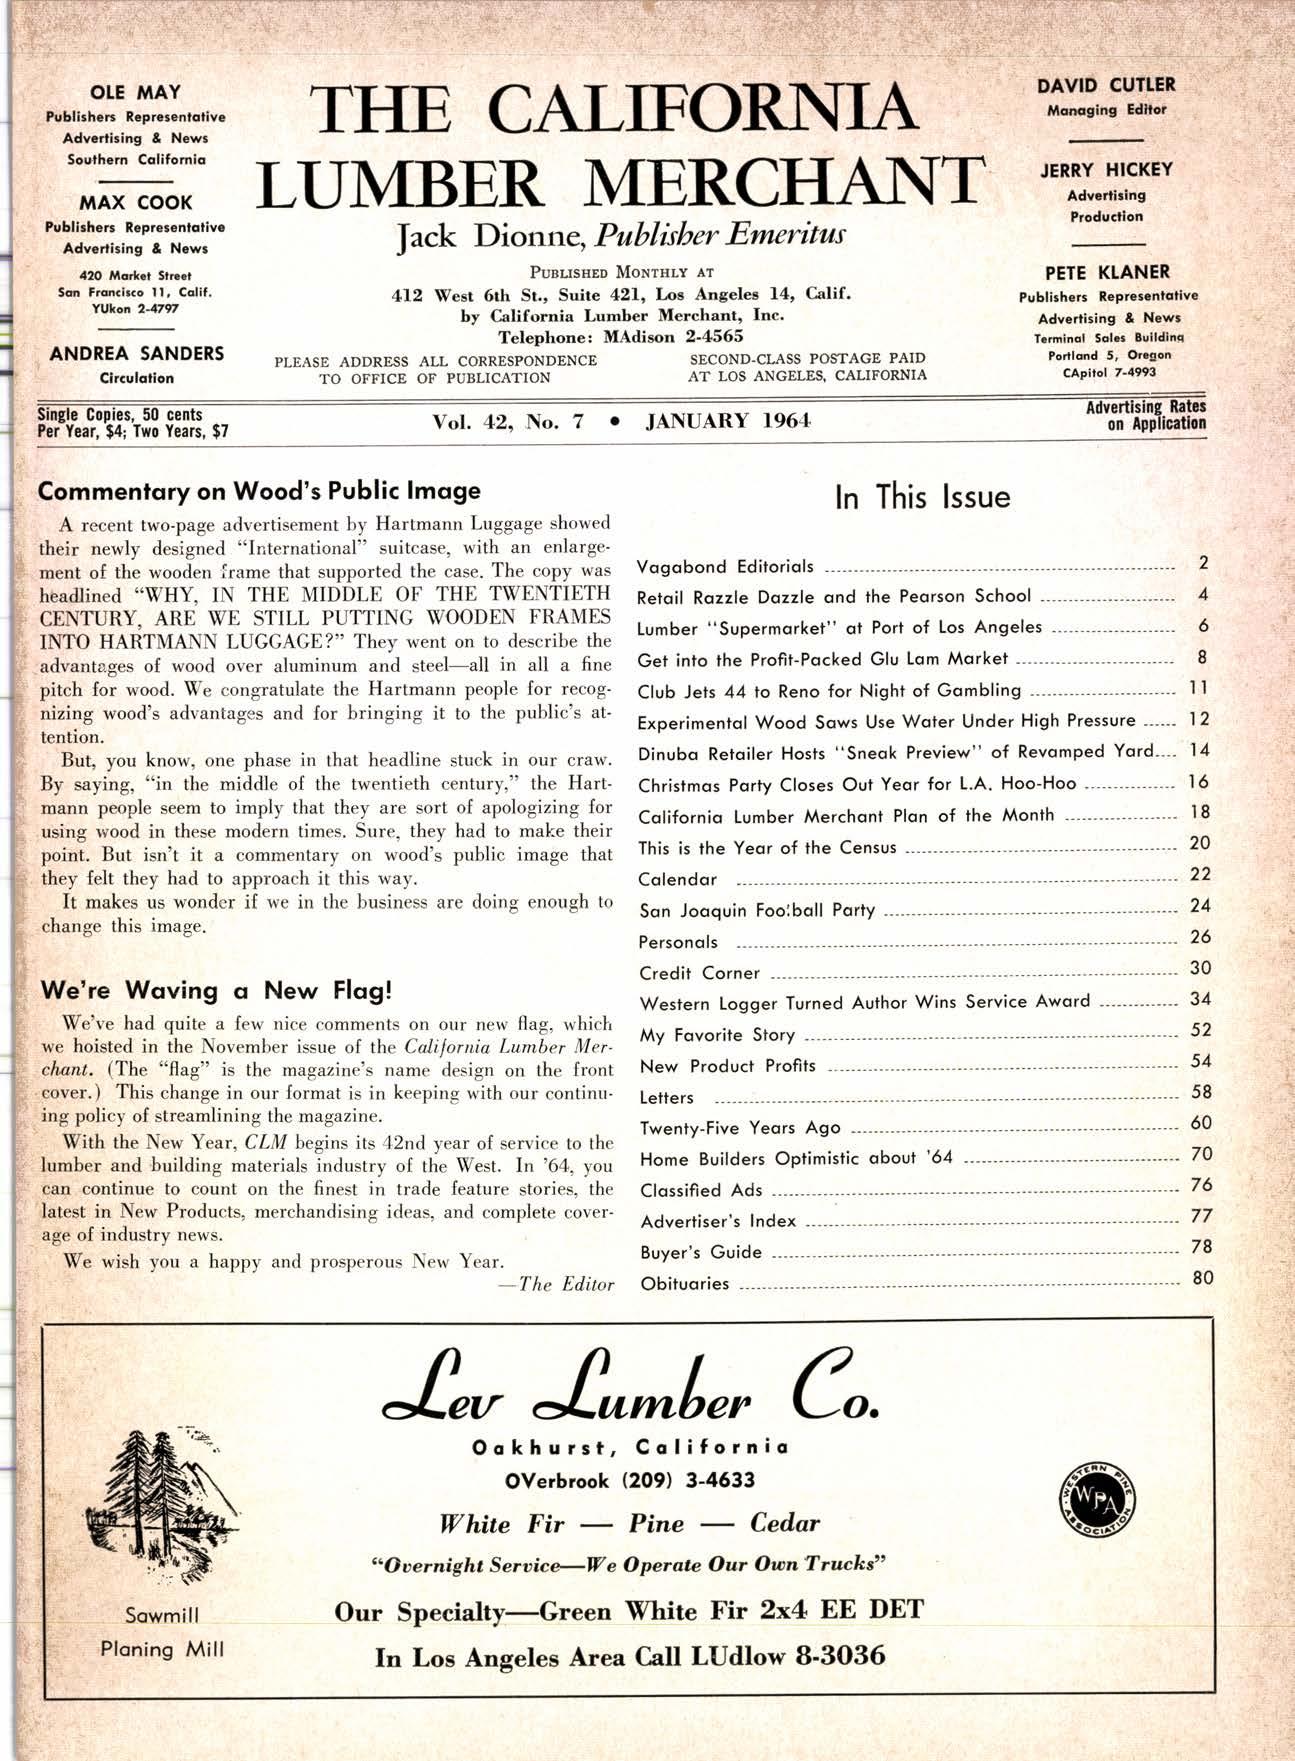 OLE MAY
Publishers Representative
Advertising & News
Southern California
MAX COOK
Publishers Representative
Advertising & News
420 Market Street
San Francisco 11, Calif.
YUkon 2-4797
ANDREA SANDERS
Circulation
THE CALIFORNIA
LUMBER MERCHANT
Jack Dionne, Publisher Emeritus
PUBLISHED MONTHLY AT
412 West 6th St., Suite 421, Los Angeles 14, Calif.
by California Lumber Merchant, Inc.
Telephone: MAdison 2-4565
PLEASE ADDRESS ALL CORRESPONDENCE
TO OFFICE OF PUBLICATION
SECOND-CLASS POSTAGE PAID
AT LOS ANGELES, CALIFORNIA
DAVID CUTLER
Managing Editor
JERRY HICKEY
Advertising
Production
PETE KLANER
Publishers Representative
Advertising & News
Terminal Sales Building
Portland 5, Oregon
CApitol 7-4993
Single Copies, 50 cents
Per Year, $4; Two Years, $7
Vol. 42, No. 7 • JANUARY 1964
Advertising Rates
on Application
Commentary on Wood's Public Image
A recent two-page advertisement by Hartmann Luggage showed
their newly designed "International" suitcase, with an enlarge-
ment of the wooden frame that supported the case. The copy was
headlined "WHY, IN THE MIDDLE OF THE TWENTIETH
CENTURY, ARE WE STILL PUTTING WOODEN FRAMES
INTO HARTMANN LUGGAGE?" They went on to describe the
advantages of wood over aluminum and steel—all in all a fine
pitch for wood. We congratulate the Hartmann people for recog-
nizing wood's advantages and for bringing it to the public's at-
tention.
But, you know, one phase in that headline stuck in our craw.
By saying, "in the middle of the twentieth century," the Hart-
mann people seem to imply that they are sort of apologizing for
using wood in these modern times. Sure, they had to make their
point. But isn't it a commentary on wood's public image that
they felt they had to approach it this way.
It makes us wonder if we in the business are doing enough to
change this image.
We're Waving a New Flag!
We've had quite a few nice comments on our new flag, which
we hoisted in the November issue of the California Lumber Mer-
chant. (The "flag" is the magazine's name design on the front
cover.) This change in our format is in keeping with our continu-
ing policy of streamlining the magazine.
With the New Year, CLM begins its 42nd year of service to the
lumber and building materials industry of the West. In '64, you
can continue to count on the finest in trade feature stories, the
latest in New Products, merchandising ideas, and complete cover-
age of industry news.
We wish you a happy and prosperous New Year.
—The Editor
In This Issue
Vagabond Editorials 2
Retail Razzle Dazzle and the Pearson School 4
Lumber "Supermarket" at Port of Los Angeles 6
Get into the Profit-Packed Glu Lam Market 8
Club Jets 44 to Reno for Night of Gambling 11
Experimental Wood Saws Use Water Under High Pressure 12
Dinuba Retailer Hosts "Sneak Preview" of Revamped Yard 14
Christmas Party Closes Out Year for L.A. Hoo-Hoo 16
California Lumber Merchant Plan of the Month 18
This is the Year of the Census 20
Calendar 22
San Joaquin Football Party 24
Personals 26
Credit Corner 30
Western Logger Turned Author Wins Service Award 34
My Favorite Story 52
New Product Profits 54
Letters 58
Twenty-Five Years Ago 60
Home Builders Optimistic about '64 70
Classified Ads 76
Advertiser's Index 77
Buyer's Guide 78
Obituaries 80
Lev Lumber Co.
Oakhurst, California
OVerbrook (209) 3-4633
White Fir — Pine — Cedar
"Overnight Service—We Operate Our Own Trucks"
Our Specialty—Green White Fir 2x4 EE DET
In Los Angeles Area Call LUdlow 8-3036
Sawmill
Planing Mill
WESTERN PINE
WPA
ASSOCIATION